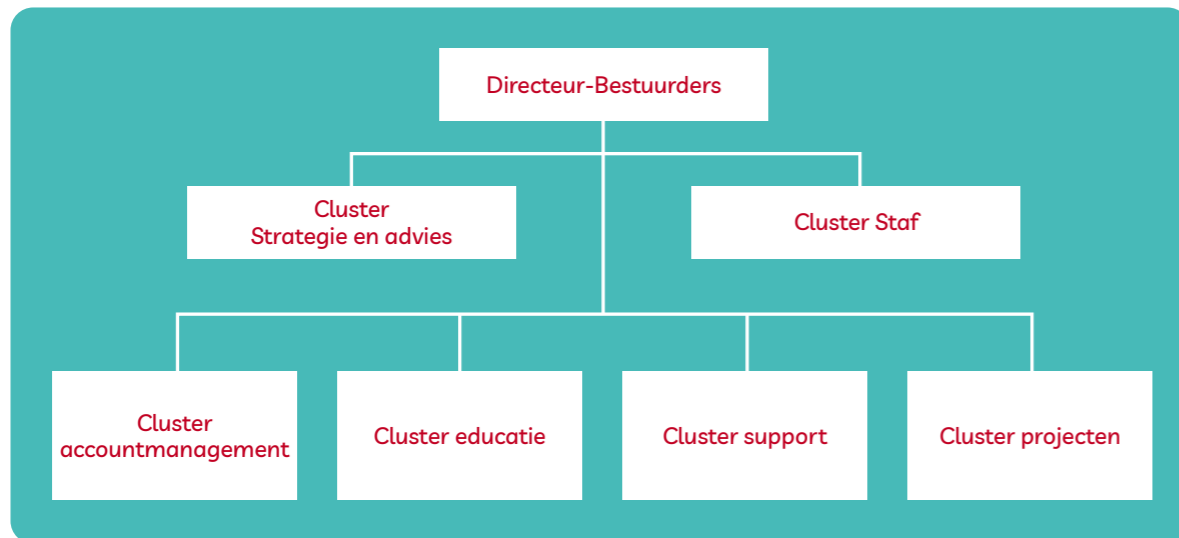 Directeur-Bestuurders
Cluster
Strategie en advies
Cluster Staf
Cluster
accountmanagement
Cluster educatie
Cluster support
Cluster projecten